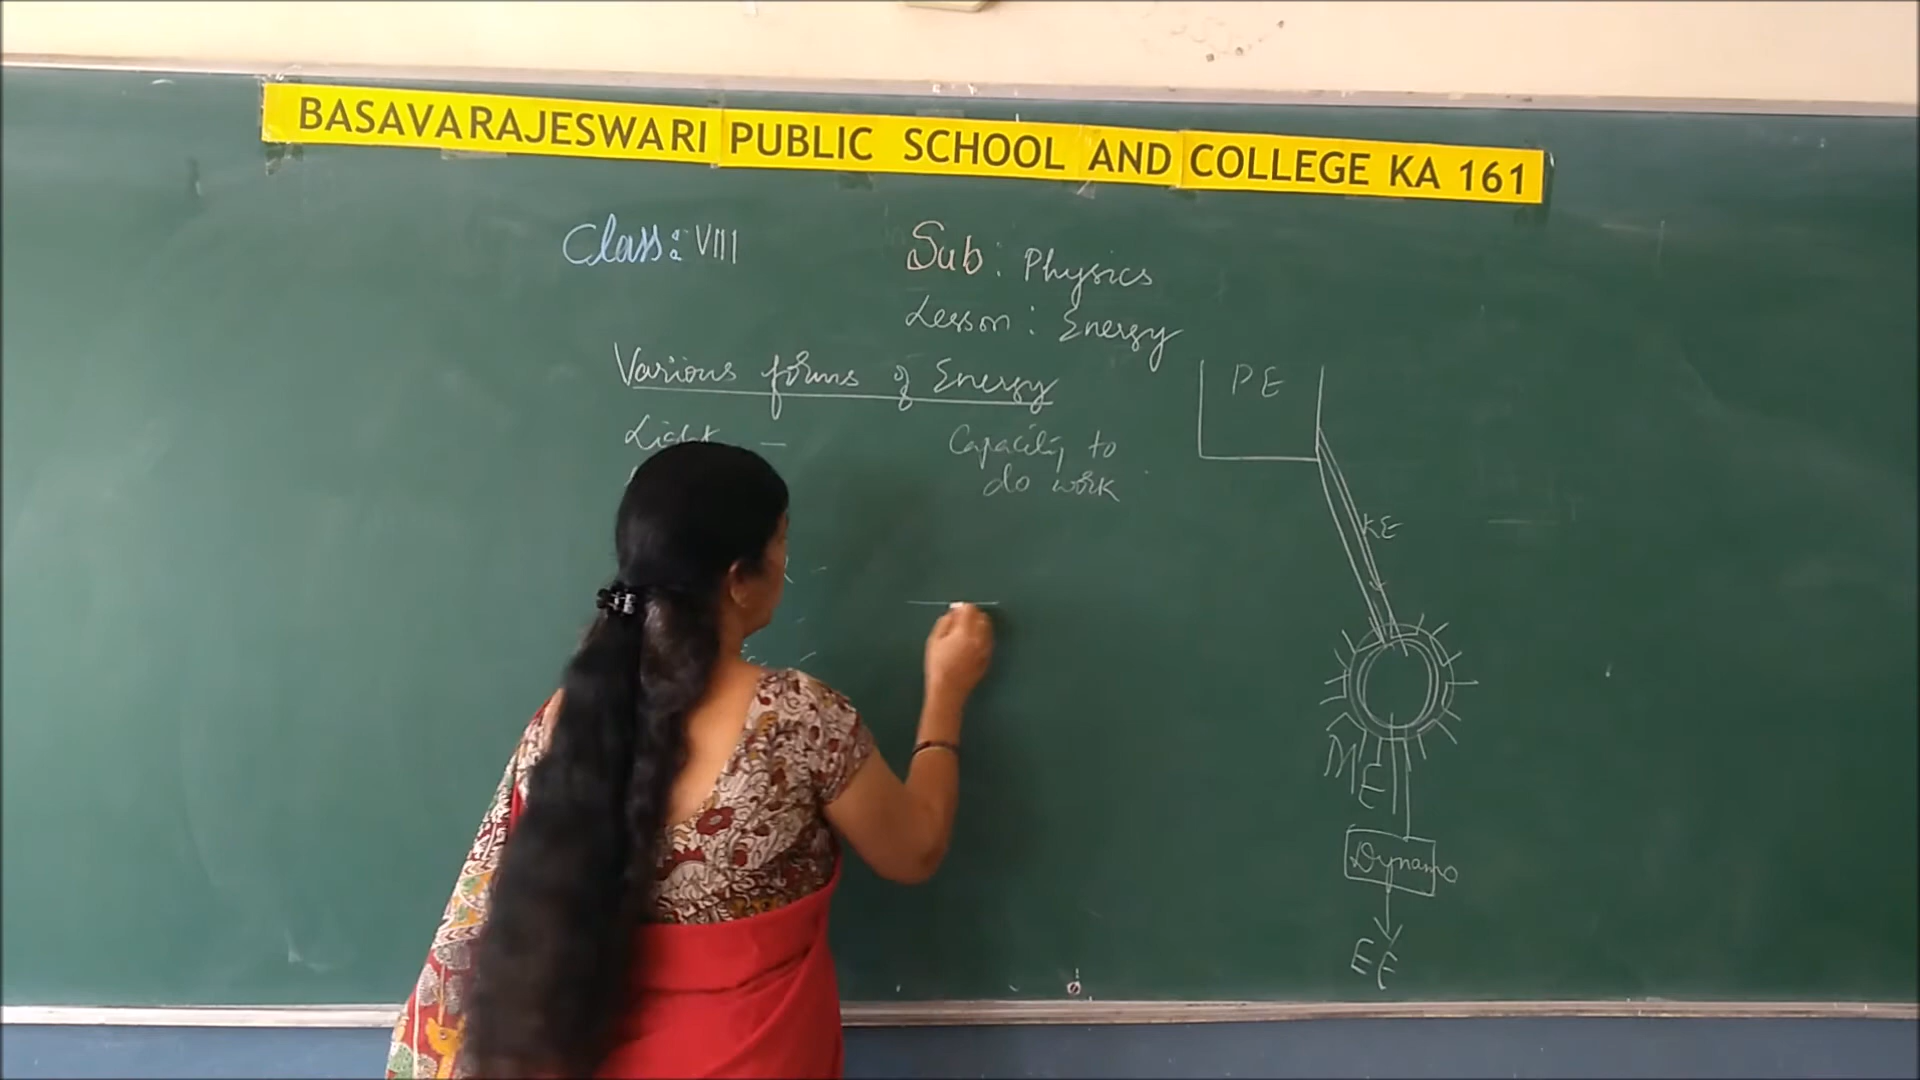 BASAVARAJESWARI PUBLIC SCHOOL AND COLLEGE KA 161
Class: VIII
Sub: Physics
Lesson: Energy
Various forms of Energy
Light -
Capacity to
do work
PE
KE
ME
Dynamo
EE